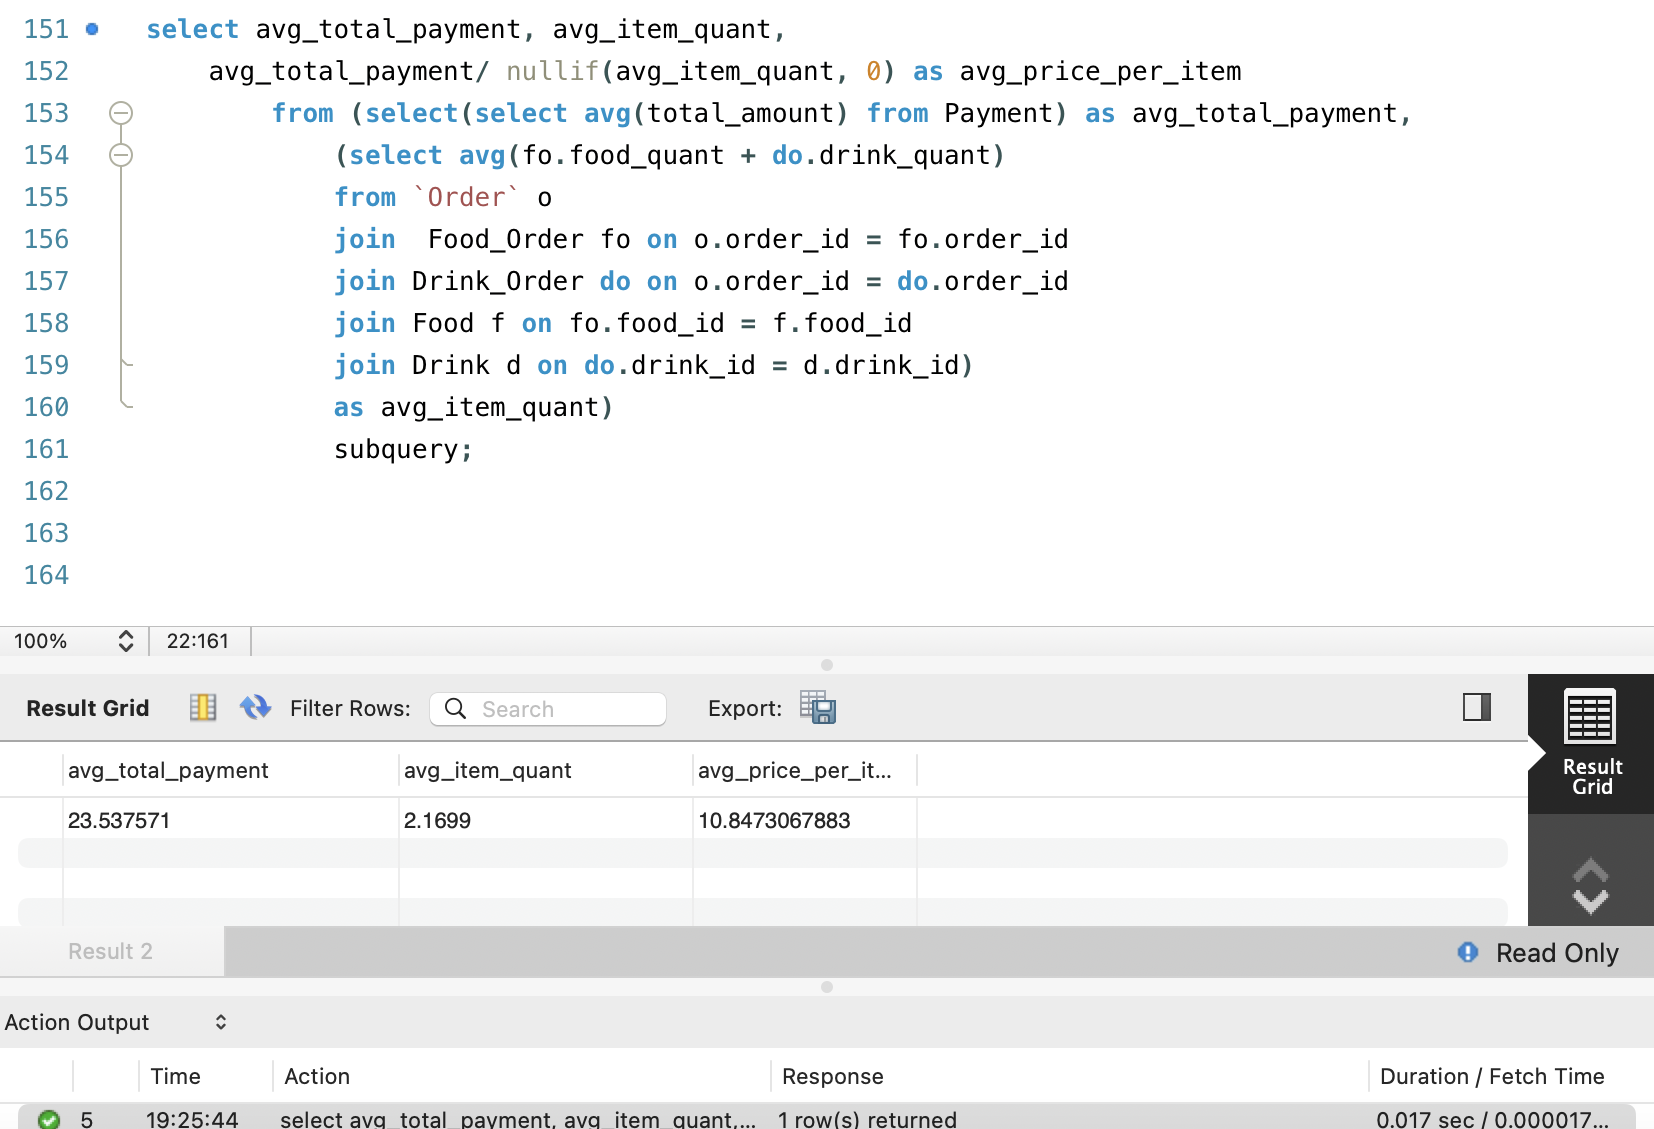 151 select avg_total_payment, avg_item_quant,
152 avg_total_payment/ nullif(avg_item_quant, 0) as avg_price_per_item
153 from (select(select avg(total_amount) from Payment) as avg_total_payment,
154 (select avg(fo.food_quant + do.drink_quant)
155 from `Order` o
156 join  Food_Order fo on o.order_id = fo.order_id
157 join Drink_Order do on o.order_id = do.order_id
158 join Food f on fo.food_id = f.food_id
159 join Drink d on do.drink_id = d.drink_id)
160 as avg_item_quant)
161 subquery;
162
163
164
100% 22:161
Result Grid Filter Rows: Search Export:
avg_total_payment avg_item_quant avg_price_per_it...
23.537571 2.1699 10.8473067883
Result
Grid
Result 2 Read Only
Action Output
Time Action Response Duration / Fetch Time
5 19:25:44 select avg_total_payment, avg_item_quant,... 1 row(s) returned 0.017 sec / 0.000017...